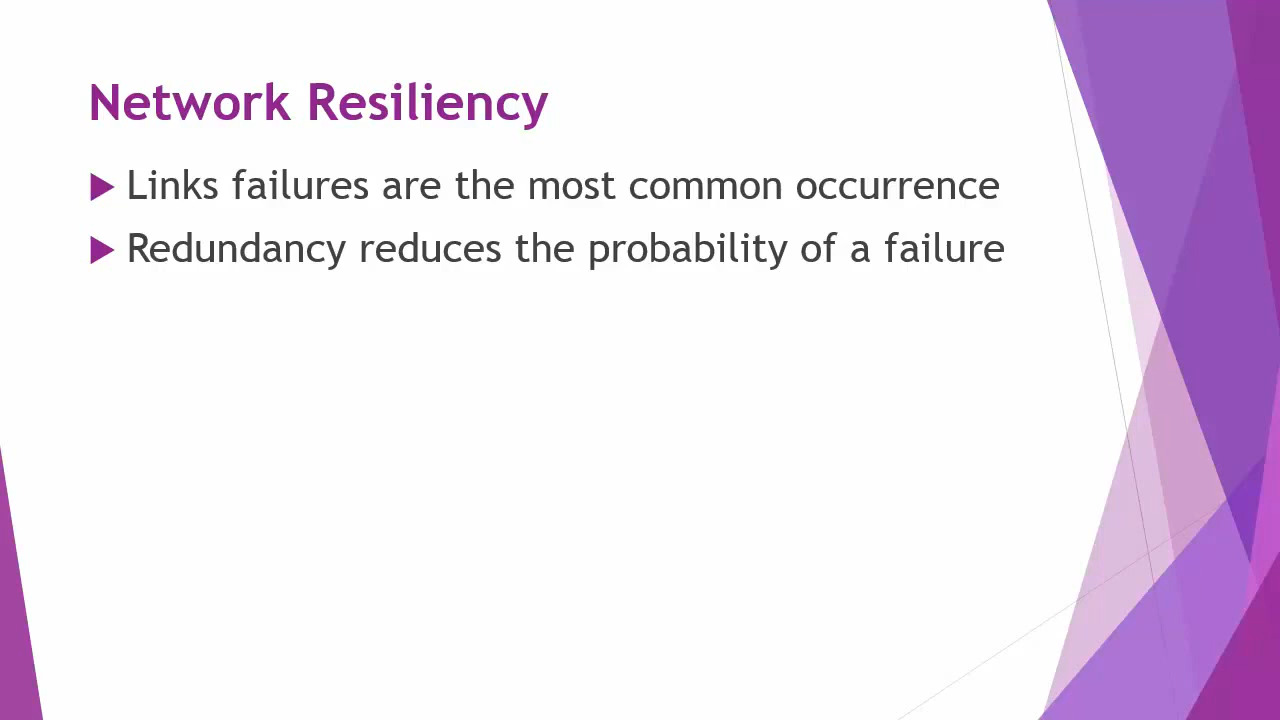 Network Resiliency
Links failures are the most common occurrence
Redundancy reduces the probability of a failure